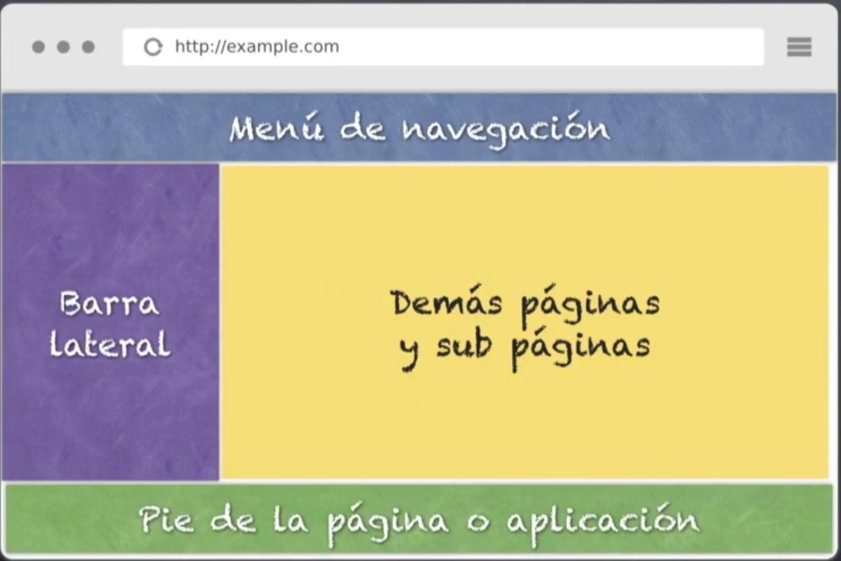 http://example.com
Menú de navegación
Barra
lateral
Demás páginas
y sub páginas
Pie de la página o aplicación